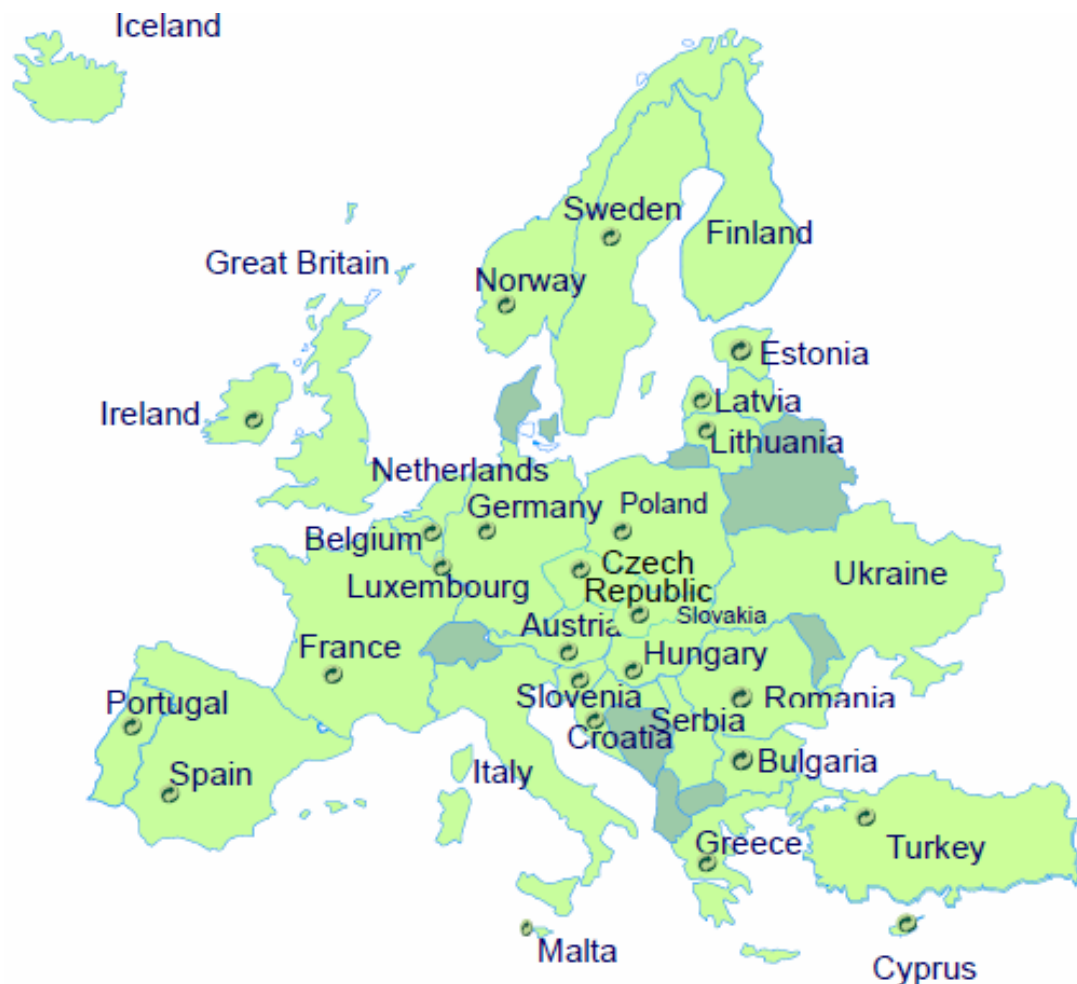 Iceland
Sweden
Finland
Great Britain
Norway
Estonia
Ireland
Latvia
Lithuania
Netherlands
Germany
Poland
Belgium
Czech
Republic
Ukraine
Luxembourg
Slovakia
Austria
France
Hungary
Slovenia
Romania
Portugal
Serbia
Croatia
Bulgaria
Spain
Italy
Greece
Turkey
Malta
Cyprus